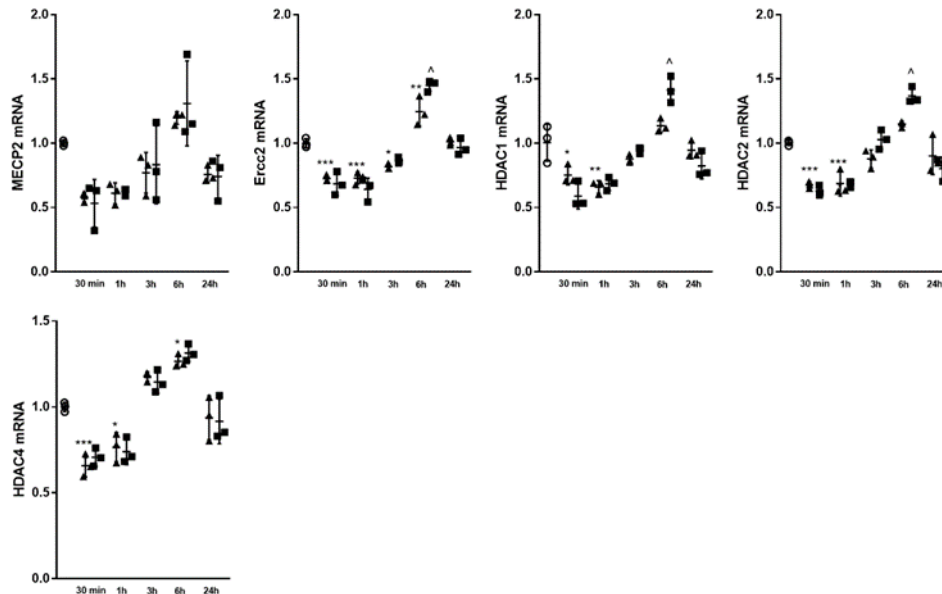 MECP2 mRNA
2.0
1.5
1.0
0.5
0.0
30 min 1h 3h 6h 24h
Ercc2 mRNA
2.0
1.5
1.0
0.5
0.0
*** *** * ** ^
30 min 1h 3h 6h 24h
HDAC1 mRNA
2.0
1.5
1.0
0.5
0.0
* ** ^
30 min 1h 3h 6h 24h
HDAC2 mRNA
2.0
1.5
1.0
0.5
0.0
*** *** ^
30 min 1h 3h 6h 24h
HDAC4 mRNA
1.5
1.0
0.5
0.0
*** * *
30 min 1h 3h 6h 24h